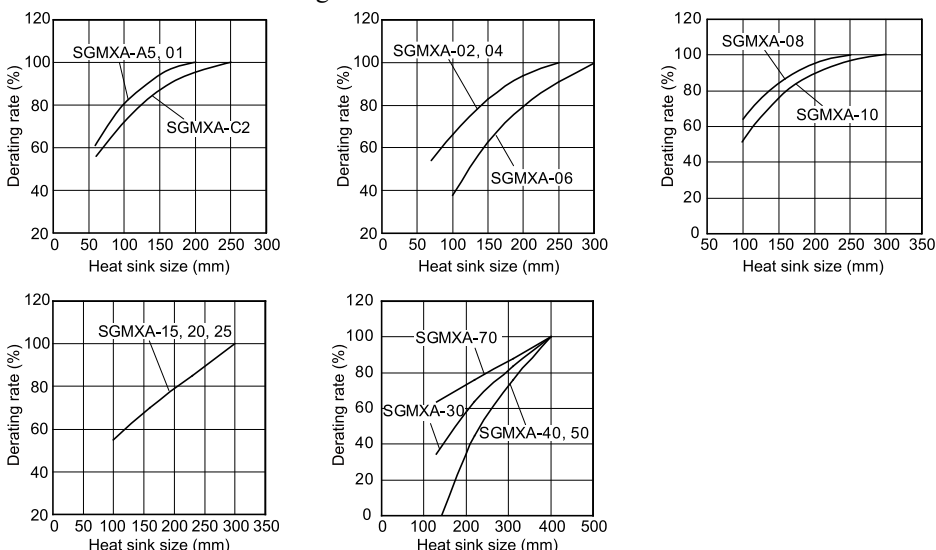 120
100
80
60
40
20
Derating rate (%)
SGMXA-A5, 01
SGMXA-C2
0 50 100 150 200 250 300
Heat sink size (mm)
120
100
80
60
40
20
Derating rate (%)
SGMXA-02, 04
SGMXA-06
0 50 100 150 200 250 300
Heat sink size (mm)
120
100
80
60
40
20
0
Derating rate (%)
SGMXA-08
SGMXA-10
50 100 150 200 250 300 350
Heat sink size (mm)
120
100
80
60
40
20
Derating rate (%)
SGMXA-15, 20, 25
0 50 100 150 200 250 300 350
Heat sink size (mm)
120
100
80
60
40
20
0
Derating rate (%)
SGMXA-70
SGMXA-30
SGMXA-40, 50
0 100 200 300 400 500
Heat sink size (mm)